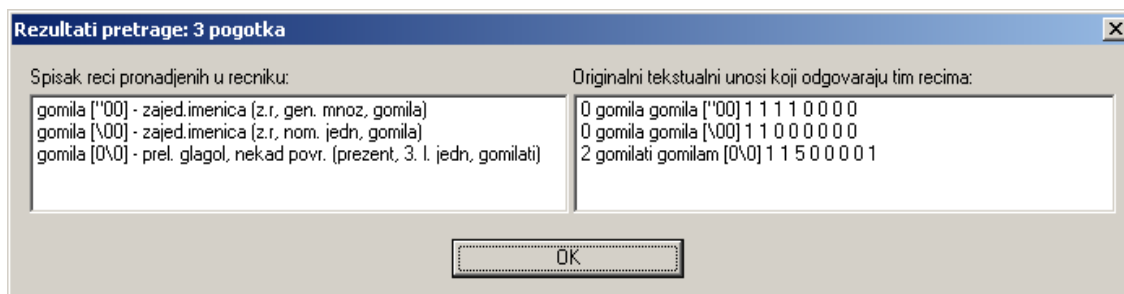 Rezultati pretrage: 3 pogotka
Spisak reci pronadjenih u recniku:
gomila [''00] - zajed.imenica (z.r, gen. mnoz, gomila)
gomila [\00] - zajed.imenica (z.r, nom. jedn, gomila)
gomila [0\0] - prel. glagol, nekad povr. (prezent, 3. l. jedn, gomilati)
Originalni tekstualni unosi koji odgovaraju tim recima:
0 gomila gomila [''00] 1 1 1 1 0 0 0 0
0 gomila gomila [\00] 1 1 0 0 0 0 0 0
2 gomilati gomilam [0\0] 1 1 5 0 0 0 0 1
OK